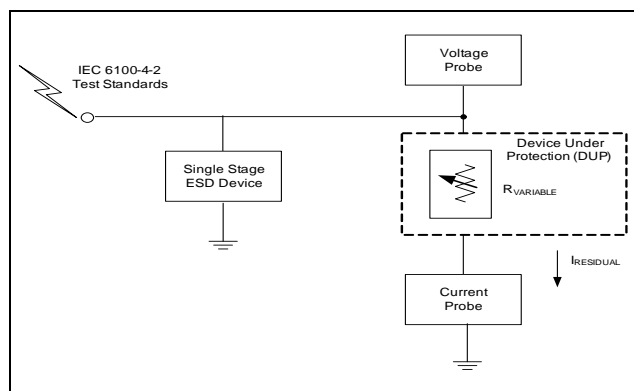 IEC 6100-4-2
Test Standards
Voltage
Probe
Single Stage
ESD Device
Device Under
Protection (DUP)
RVARIABLE
IRESIDUAL
Current
Probe